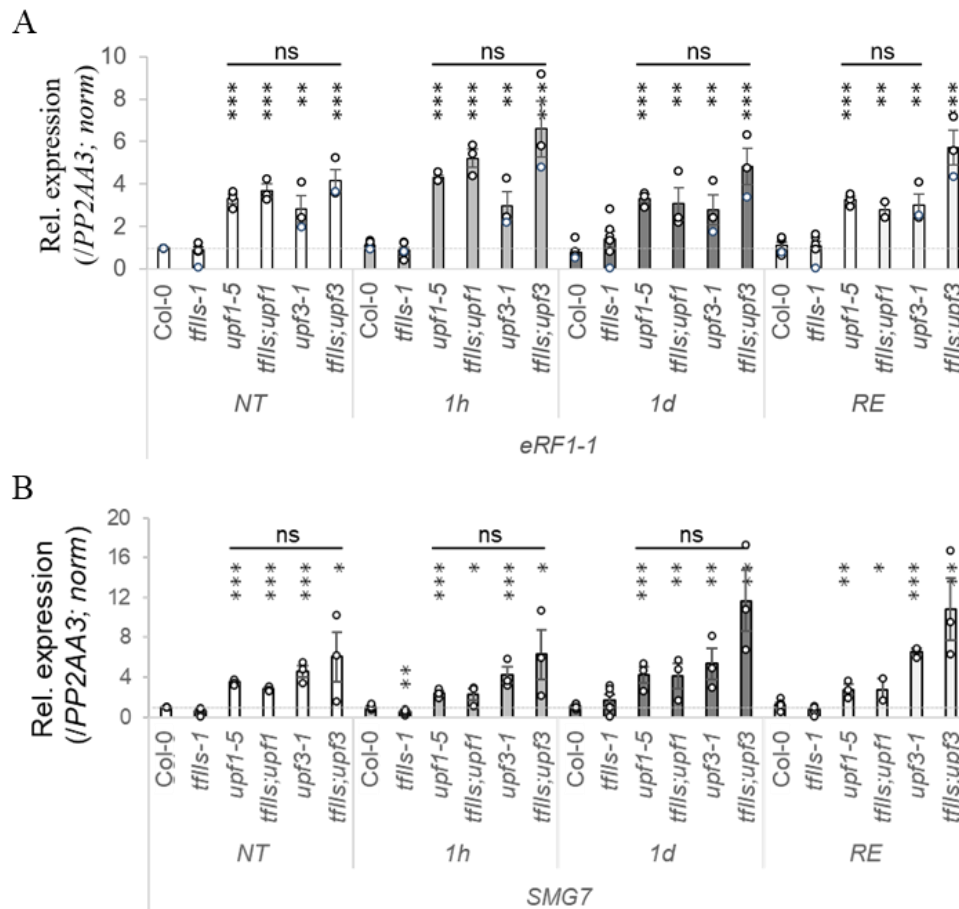 A
ns ns ns ns
10
8
6
4
2
0
Rel. expression
(/PP2AA3; norm)
*** *** ** *** *** *** ** *** *** ** ** *** *** ** ** ***
Col-0 tfIIs-1 upf1-5 tfIIs;upf1 upf3-1 tfIIs;upf3 Col-0 tfIIs-1 upf1-5 tfIIs;upf1 upf3-1 tfIIs;upf3 Col-0 tfIIs-1 upf1-5 tfIIs;upf1 upf3-1 tfIIs;upf3 Col-0 tfIIs-1 upf1-5 tfIIs;upf1 upf3-1 tfIIs;upf3
NT 1h 1d RE
eRF1-1
B
ns ns ns
20
16
12
8
4
0
Rel. expression
(/PP2AA3; norm)
*** *** *** * ** *** * *** * *** ** ** ** * ***
Col-0 tfIIs-1 upf1-5 tfIIs;upf1 upf3-1 tfIIs;upf3 Col-0 tfIIs-1 upf1-5 tfIIs;upf1 upf3-1 tfIIs;upf3 Col-0 tfIIs-1 upf1-5 tfIIs;upf1 upf3-1 tfIIs;upf3 Col-0 tfIIs-1 upf1-5 tfIIs;upf1 upf3-1 tfIIs;upf3
NT 1h 1d RE
SMG7